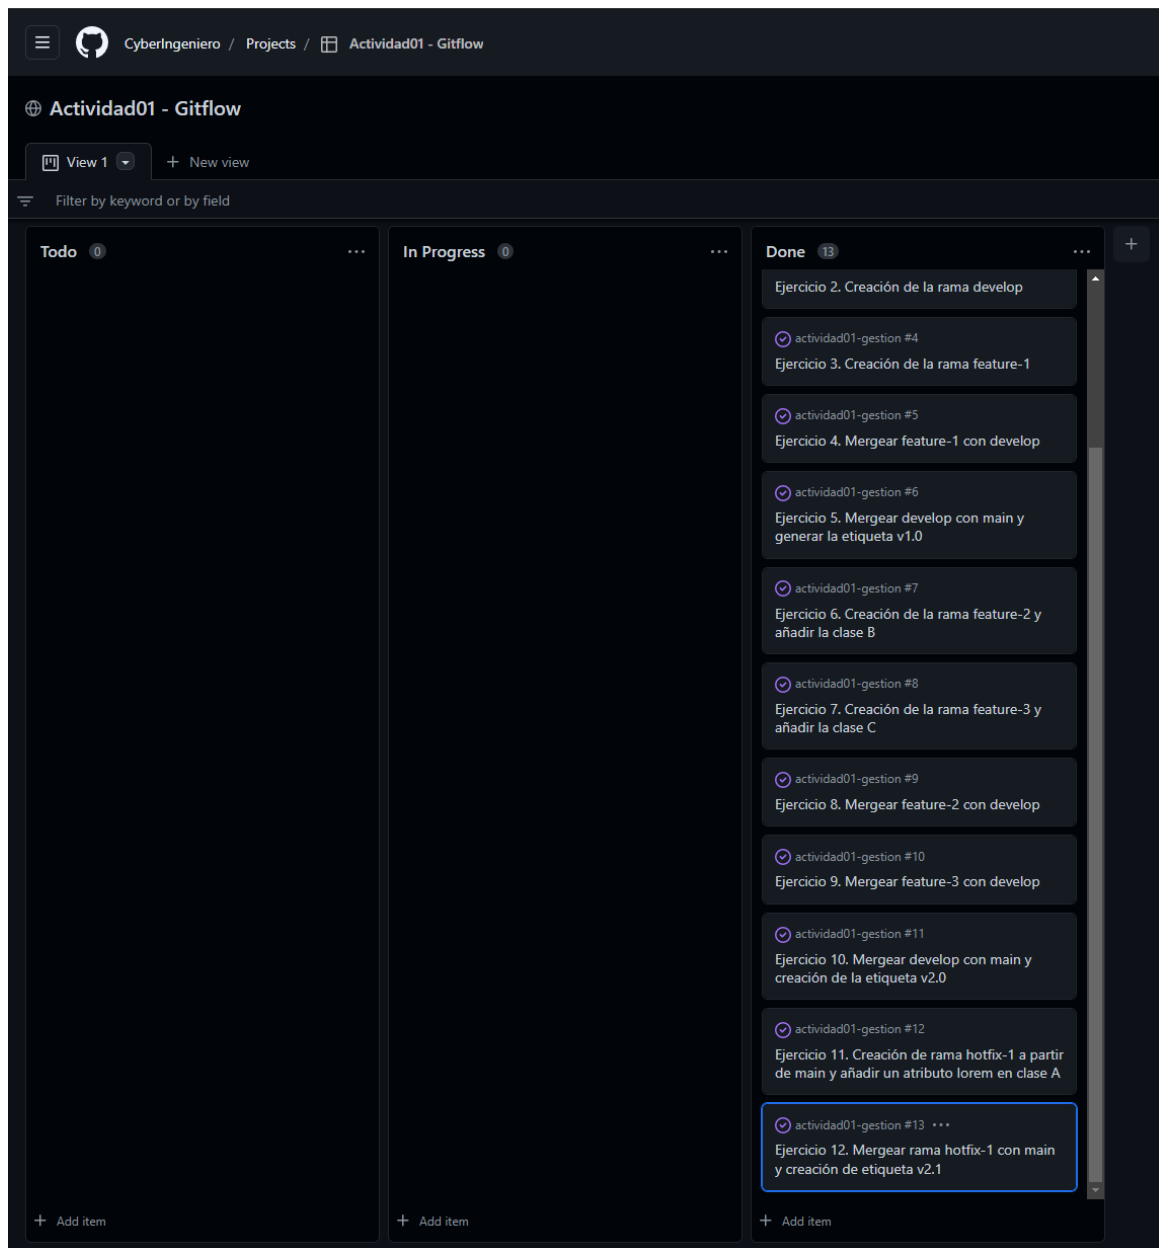 CyberIngeniero / Projects / Actividad01 - Gitflow
Actividad01 - Gitflow
View 1
New view
Filter by keyword or by field
Todo 0
In Progress 0
Done 13
Ejercicio 2. Creación de la rama develop
actividad01-gestion #4
Ejercicio 3. Creación de la rama feature-1
actividad01-gestion #5
Ejercicio 4. Mergear feature-1 con develop
actividad01-gestion #6
Ejercicio 5. Mergear develop con main y
generar la etiqueta v1.0
actividad01-gestion #7
Ejercicio 6. Creación de la rama feature-2 y
añadir la clase B
actividad01-gestion #8
Ejercicio 7. Creación de la rama feature-3 y
añadir la clase C
actividad01-gestion #9
Ejercicio 8. Mergear feature-2 con develop
actividad01-gestion #10
Ejercicio 9. Mergear feature-3 con develop
actividad01-gestion #11
Ejercicio 10. Mergear develop con main y
creación de la etiqueta v2.0
actividad01-gestion #12
Ejercicio 11. Creación de rama hotfix-1 a partir
de main y añadir un atributo lorem en clase A
actividad01-gestion #13
Ejercicio 12. Mergear rama hotfix-1 con main
y creación de etiqueta v2.1
Add item
Add item
Add item